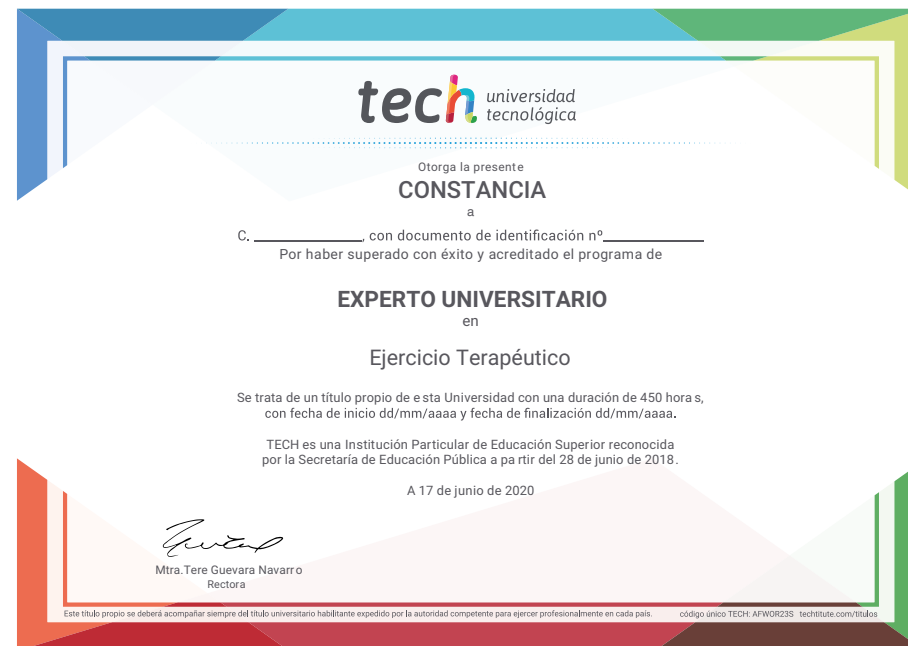 tech universidad
tecnológica
Otorga la presente
CONSTANCIA
a
C. ____________, con documento de identificación nº____________
Por haber superado con éxito y acreditado el programa de
EXPERTO UNIVERSITARIO
en
Ejercicio Terapéutico
Se trata de un título propio de esta Universidad con una duración de 450 horas,
con fecha de inicio dd/mm/aaaa y fecha de finalización dd/mm/aaaa.
TECH es una Institución Particular de Educación Superior reconocida
por la Secretaría de Educación Pública a partir del 28 de junio de 2018.
A 17 de junio de 2020
Mtra.Tere Guevara Navarro
Rectora
Este título propio se deberá acompañar siempre del título universitario habilitante expedido por la autoridad competente para ejercer profesionalmente en cada país. código único TECH: AFWOR23S techtitute.com/titulos